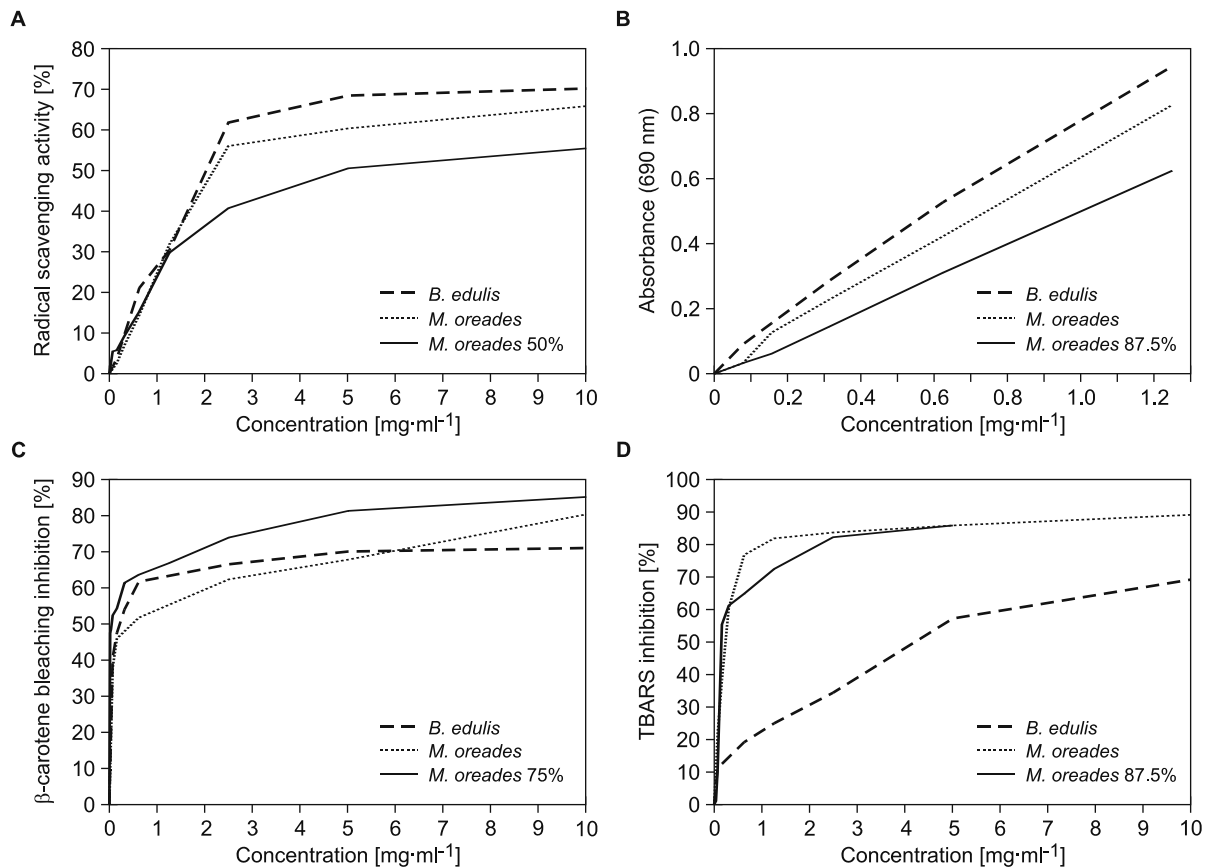 A
Radical scavenging activity [%]
80
70
60
50
40
30
20
10
0
0 1 2 3 4 5 6 7 8 9 10
Concentration [mg·ml⁻¹]
B. edulis
M. oreades
M. oreades 50%
B
Absorbance (690 nm)
1.0
0.8
0.6
0.4
0.2
0
0.2 0.4 0.6 0.8 1.0 1.2
Concentration [mg·ml⁻¹]
B. edulis
M. oreades
M. oreades 87.5%
C
β-carotene bleaching inhibition [%]
90
80
70
60
50
40
30
20
10
0
0 1 2 3 4 5 6 7 8 9 10
Concentration [mg·ml⁻¹]
B. edulis
M. oreades
M. oreades 75%
D
TBARS inhibition [%]
100
90
80
70
60
50
40
30
20
10
0
0 1 2 3 4 5 6 7 8 9 10
Concentration [mg·ml⁻¹]
B. edulis
M. oreades
M. oreades 87.5%